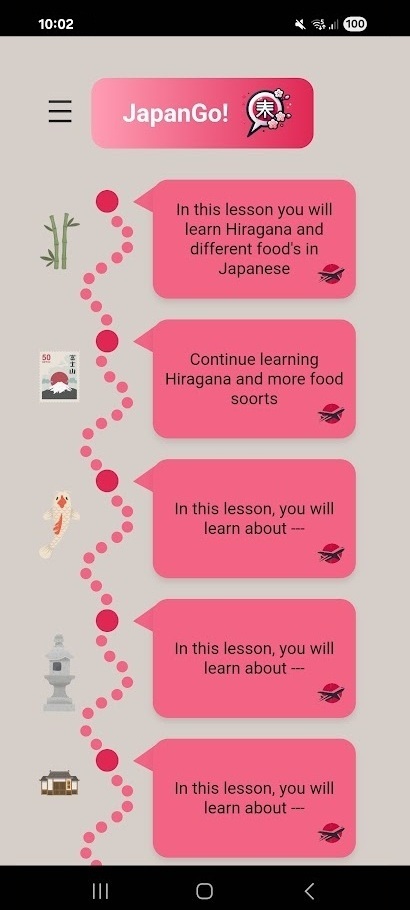 10:02
100
JapanGo!
In this lesson you will
learn Hiragana and
different food's in
Japanese
50
富士山
Continue learning
Hiragana and more food
soorts
In this lesson, you will
learn about ---
In this lesson, you will
learn about ---
In this lesson, you will
learn about ---